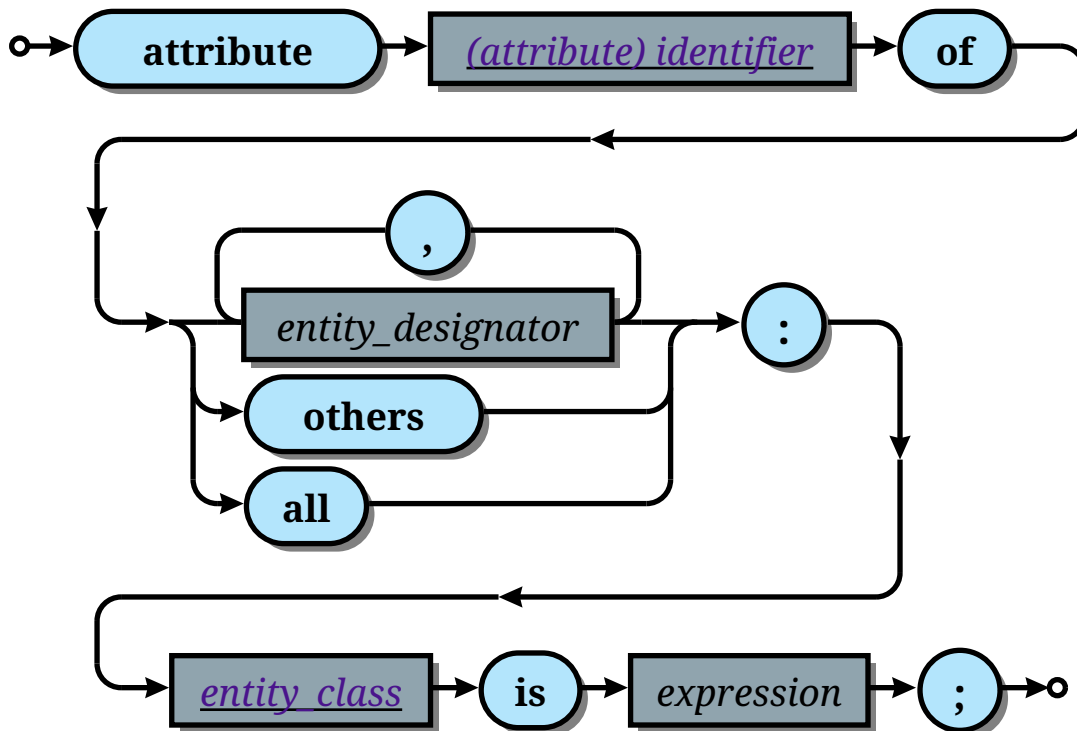 attribute (attribute) identifier of
,
entity_designator :
others
all
entity_class is expression ;